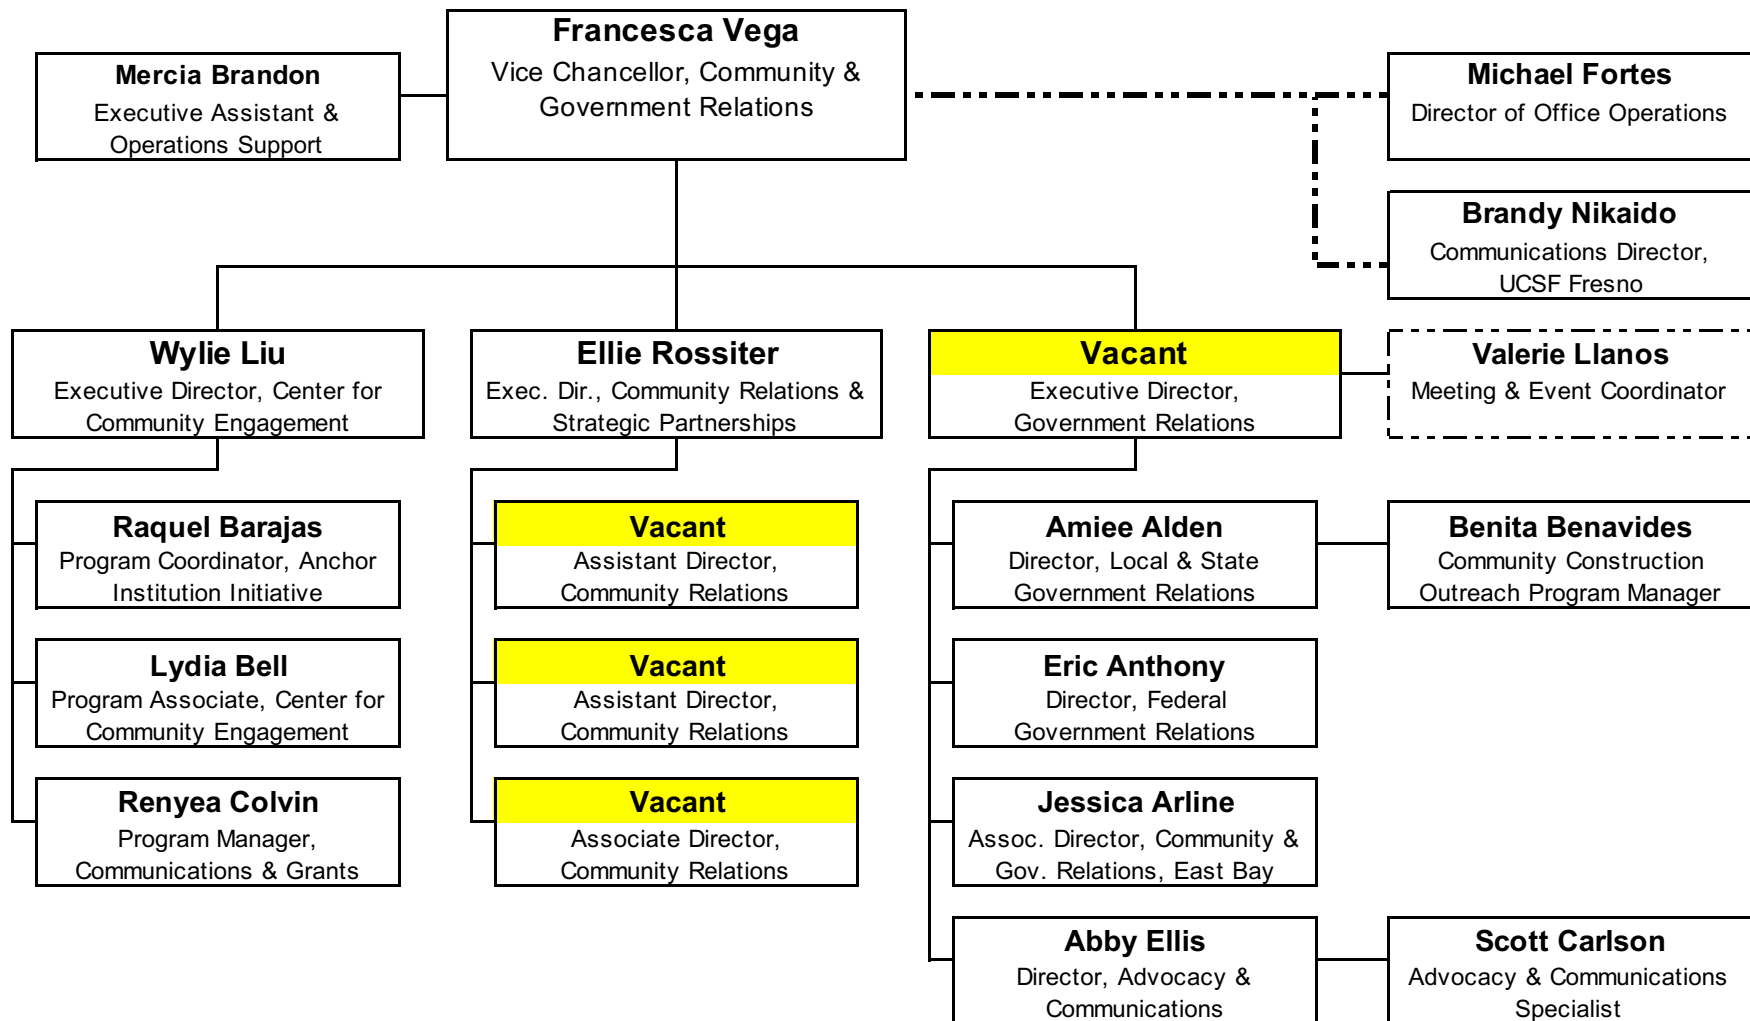 Francesca Vega
Vice Chancellor, Community &
Government Relations
Mercia Brandon
Executive Assistant &
Operations Support
Michael Fortes
Director of Office Operations
Brandy Nikaido
Communications Director,
UCSF Fresno
Wylie Liu
Executive Director, Center for
Community Engagement
Ellie Rossiter
Exec. Dir., Community Relations &
Strategic Partnerships
Vacant
Executive Director,
Government Relations
Valerie Llanos
Meeting & Event Coordinator
Raquel Barajas
Program Coordinator, Anchor
Institution Initiative
Lydia Bell
Program Associate, Center for
Community Engagement
Renyea Colvin
Program Manager,
Communications & Grants
Vacant
Assistant Director,
Community Relations
Vacant
Assistant Director,
Community Relations
Vacant
Associate Director,
Community Relations
Amiee Alden
Director, Local & State
Government Relations
Benita Benavides
Community Construction
Outreach Program Manager
Eric Anthony
Director, Federal
Government Relations
Jessica Arline
Assoc. Director, Community &
Gov. Relations, East Bay
Abby Ellis
Director, Advocacy &
Communications
Scott Carlson
Advocacy & Communications
Specialist